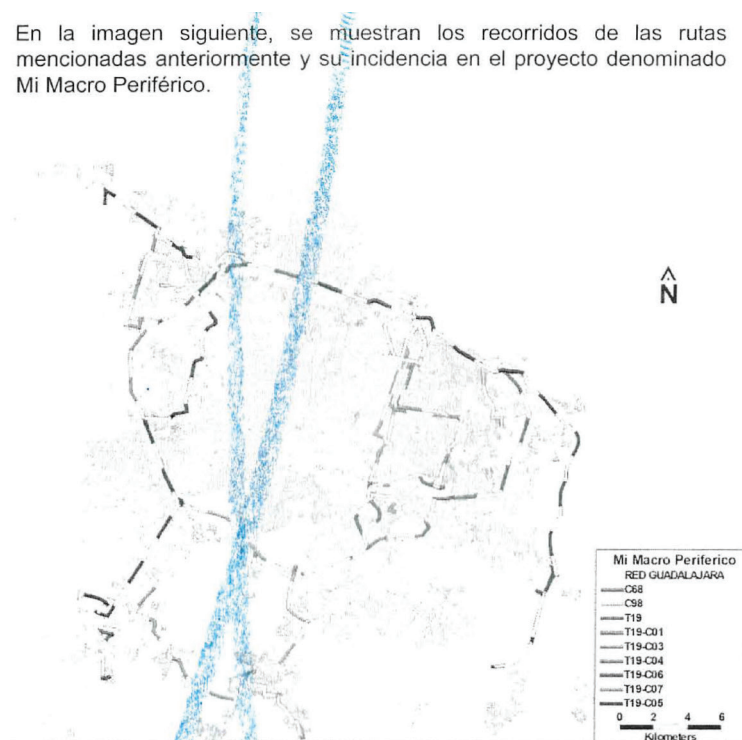 En la imagen siguiente, se muestran los recorridos de las rutas
mencionadas anteriormente y su incidencia en el proyecto denominado
Mi Macro Periférico.
N
Mi Macro Periferico
RED GUADALAJARA
C68
C98
T19
T19-C01
T19-C03
T19-C04
T19-C06
T19-C07
T19-C05
0 2 4 6
Kilometers